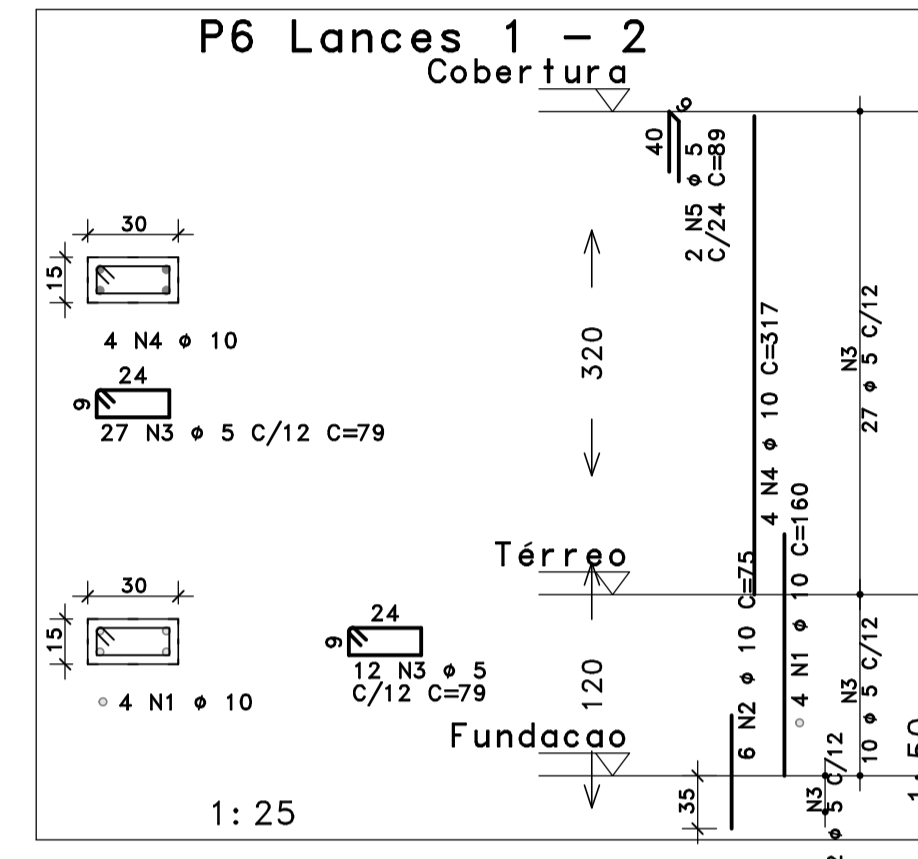 P6 Lances 1 - 2
Cobertura
40
6
2 N5 φ 5
C/24 C=89
30
15
4 N4 φ 10
24
9
27 N3 φ 5 C/12 C=79
320
4 N4 φ 10 C=317
N3
27 φ 5 C/12
Térreo
30
15
4 N1 φ 10
24
9
12 N3 φ 5
C/12 C=79
120
6 N2 φ 10 C=75
4 N1 φ 10 C=160
N3
10 φ 5 C/12
Fundacao
35
N3
φ 5 C/12
1:25